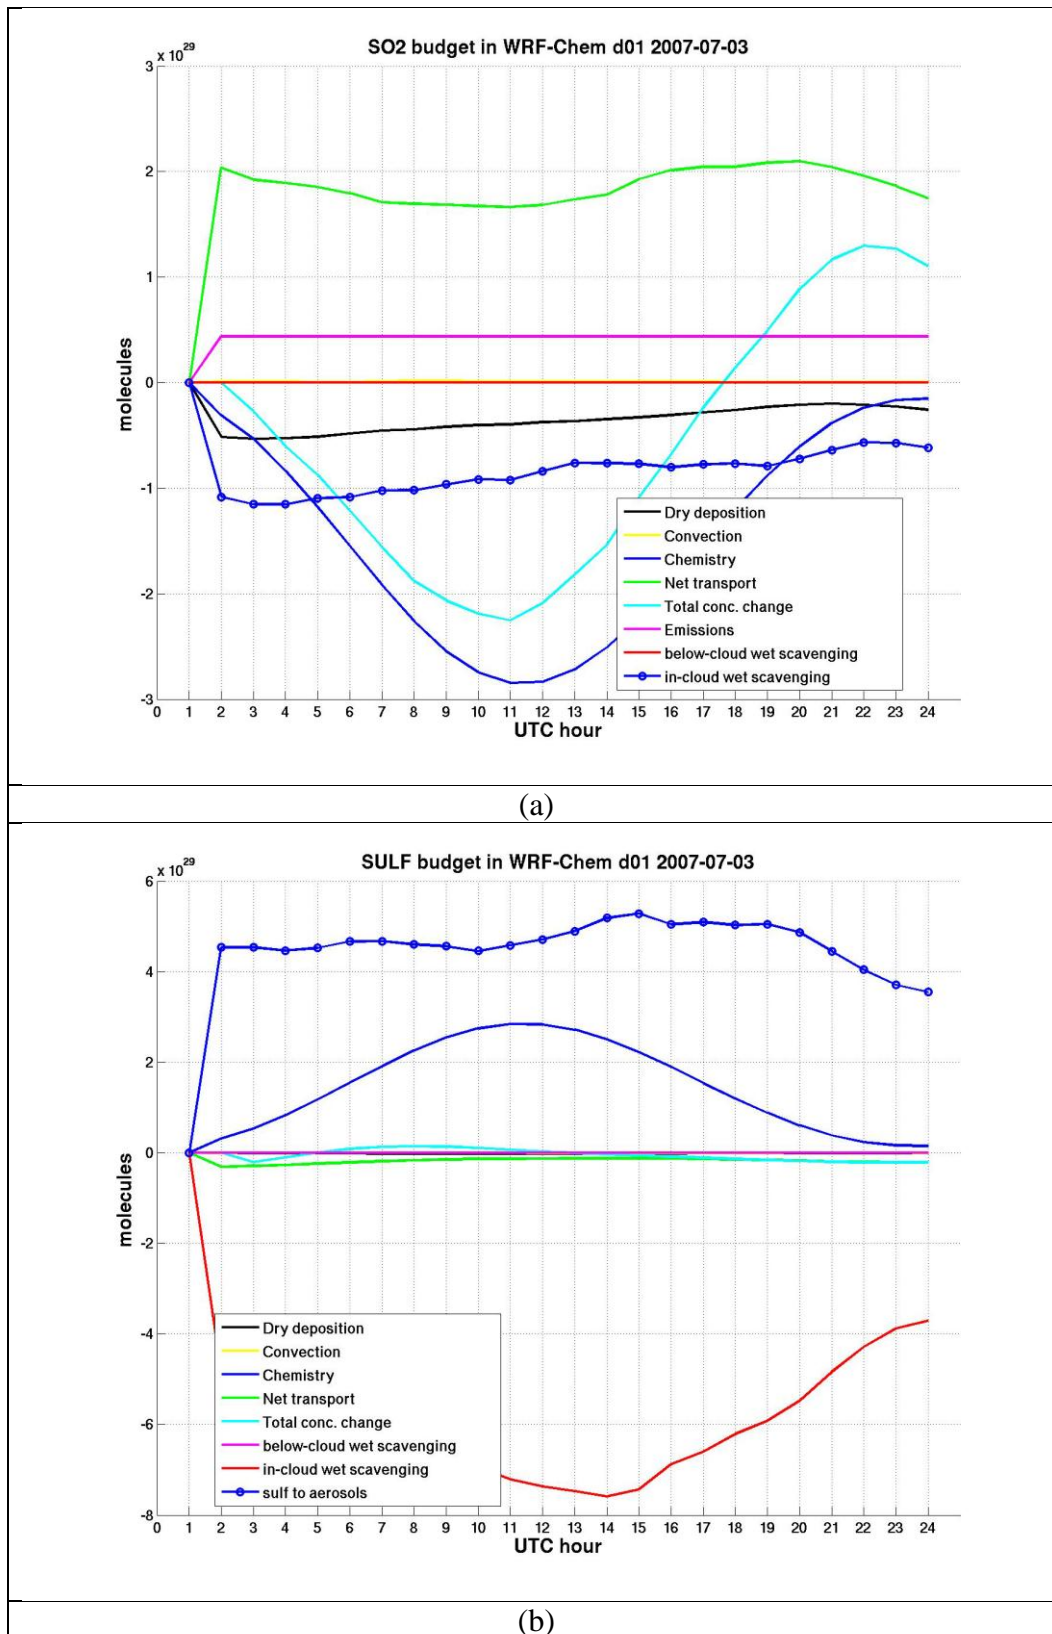 SO2 budget in WRF-Chem d01 2007-07-03
x 10^29
3
2
1
0
-1
-2
-3
molecules
Dry deposition
Convection
Chemistry
Net transport
Total conc. change
Emissions
below-cloud wet scavenging
in-cloud wet scavenging
0 1 2 3 4 5 6 7 8 9 10 11 12 13 14 15 16 17 18 19 20 21 22 23 24
UTC hour
(a)
SULF budget in WRF-Chem d01 2007-07-03
x 10^29
6
4
2
0
-2
-4
-6
-8
molecules
Dry deposition
Convection
Chemistry
Net transport
Total conc. change
below-cloud wet scavenging
in-cloud wet scavenging
sulf to aerosols
0 1 2 3 4 5 6 7 8 9 10 11 12 13 14 15 16 17 18 19 20 21 22 23 24
UTC hour
(b)